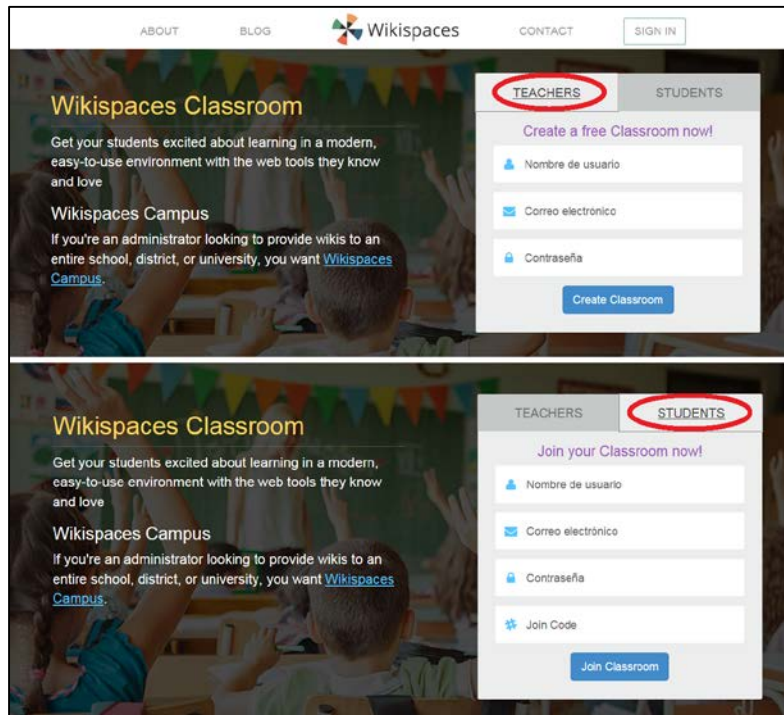 ABOUT BLOG Wikispaces CONTACT SIGN IN
Wikispaces Classroom
Get your students excited about learning in a modern,
easy-to-use environment with the web tools they know
and love
Wikispaces Campus
If you're an administrator looking to provide wikis to an
entire school, district, or university, you want Wikispaces
Campus.
TEACHERS STUDENTS
Create a free Classroom now!
Nombre de usuario
Correo electrónico
Contraseña
Create Classroom
Wikispaces Classroom
Get your students excited about learning in a modern,
easy-to-use environment with the web tools they know
and love
Wikispaces Campus
If you're an administrator looking to provide wikis to an
entire school, district, or university, you want Wikispaces
Campus.
TEACHERS STUDENTS
Join your Classroom now!
Nombre de usuario
Correo electrónico
Contraseña
Join Code
Join Classroom